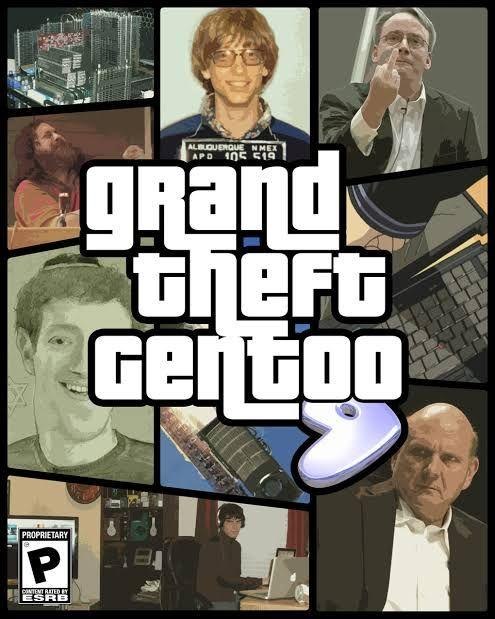 ALBUQUERQUE N MEX
APD 105 519
grand
theft
gentoo
PROPRIETARY
P
CONTENT RATED BY
ESRB